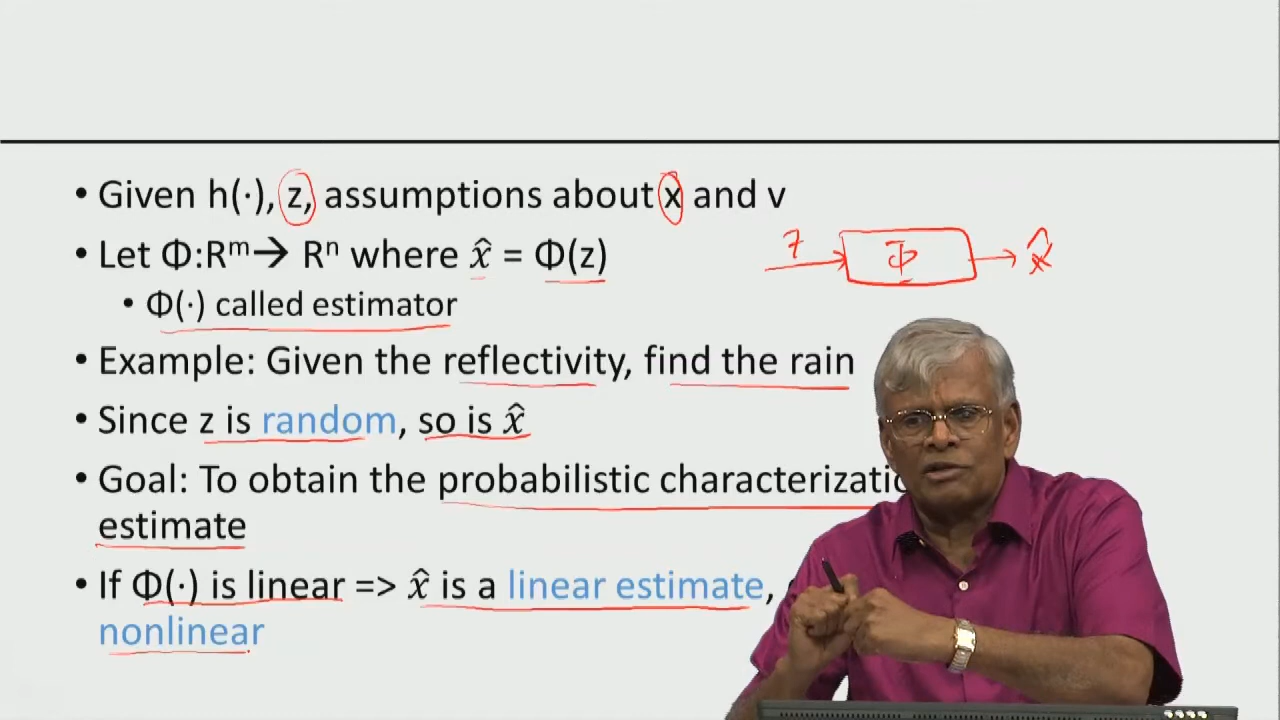 • Given h(·), z, assumptions about x and v
• Let Φ:Rᵐ→ Rⁿ where x̂ = Φ(z)
z Φ x̂
• Φ(·) called estimator
• Example: Given the reflectivity, find the rain
• Since z is random, so is x̂
• Goal: To obtain the probabilistic
estimate
• If Φ(·) is linear => x̂ is a linear estimate,
nonlinear